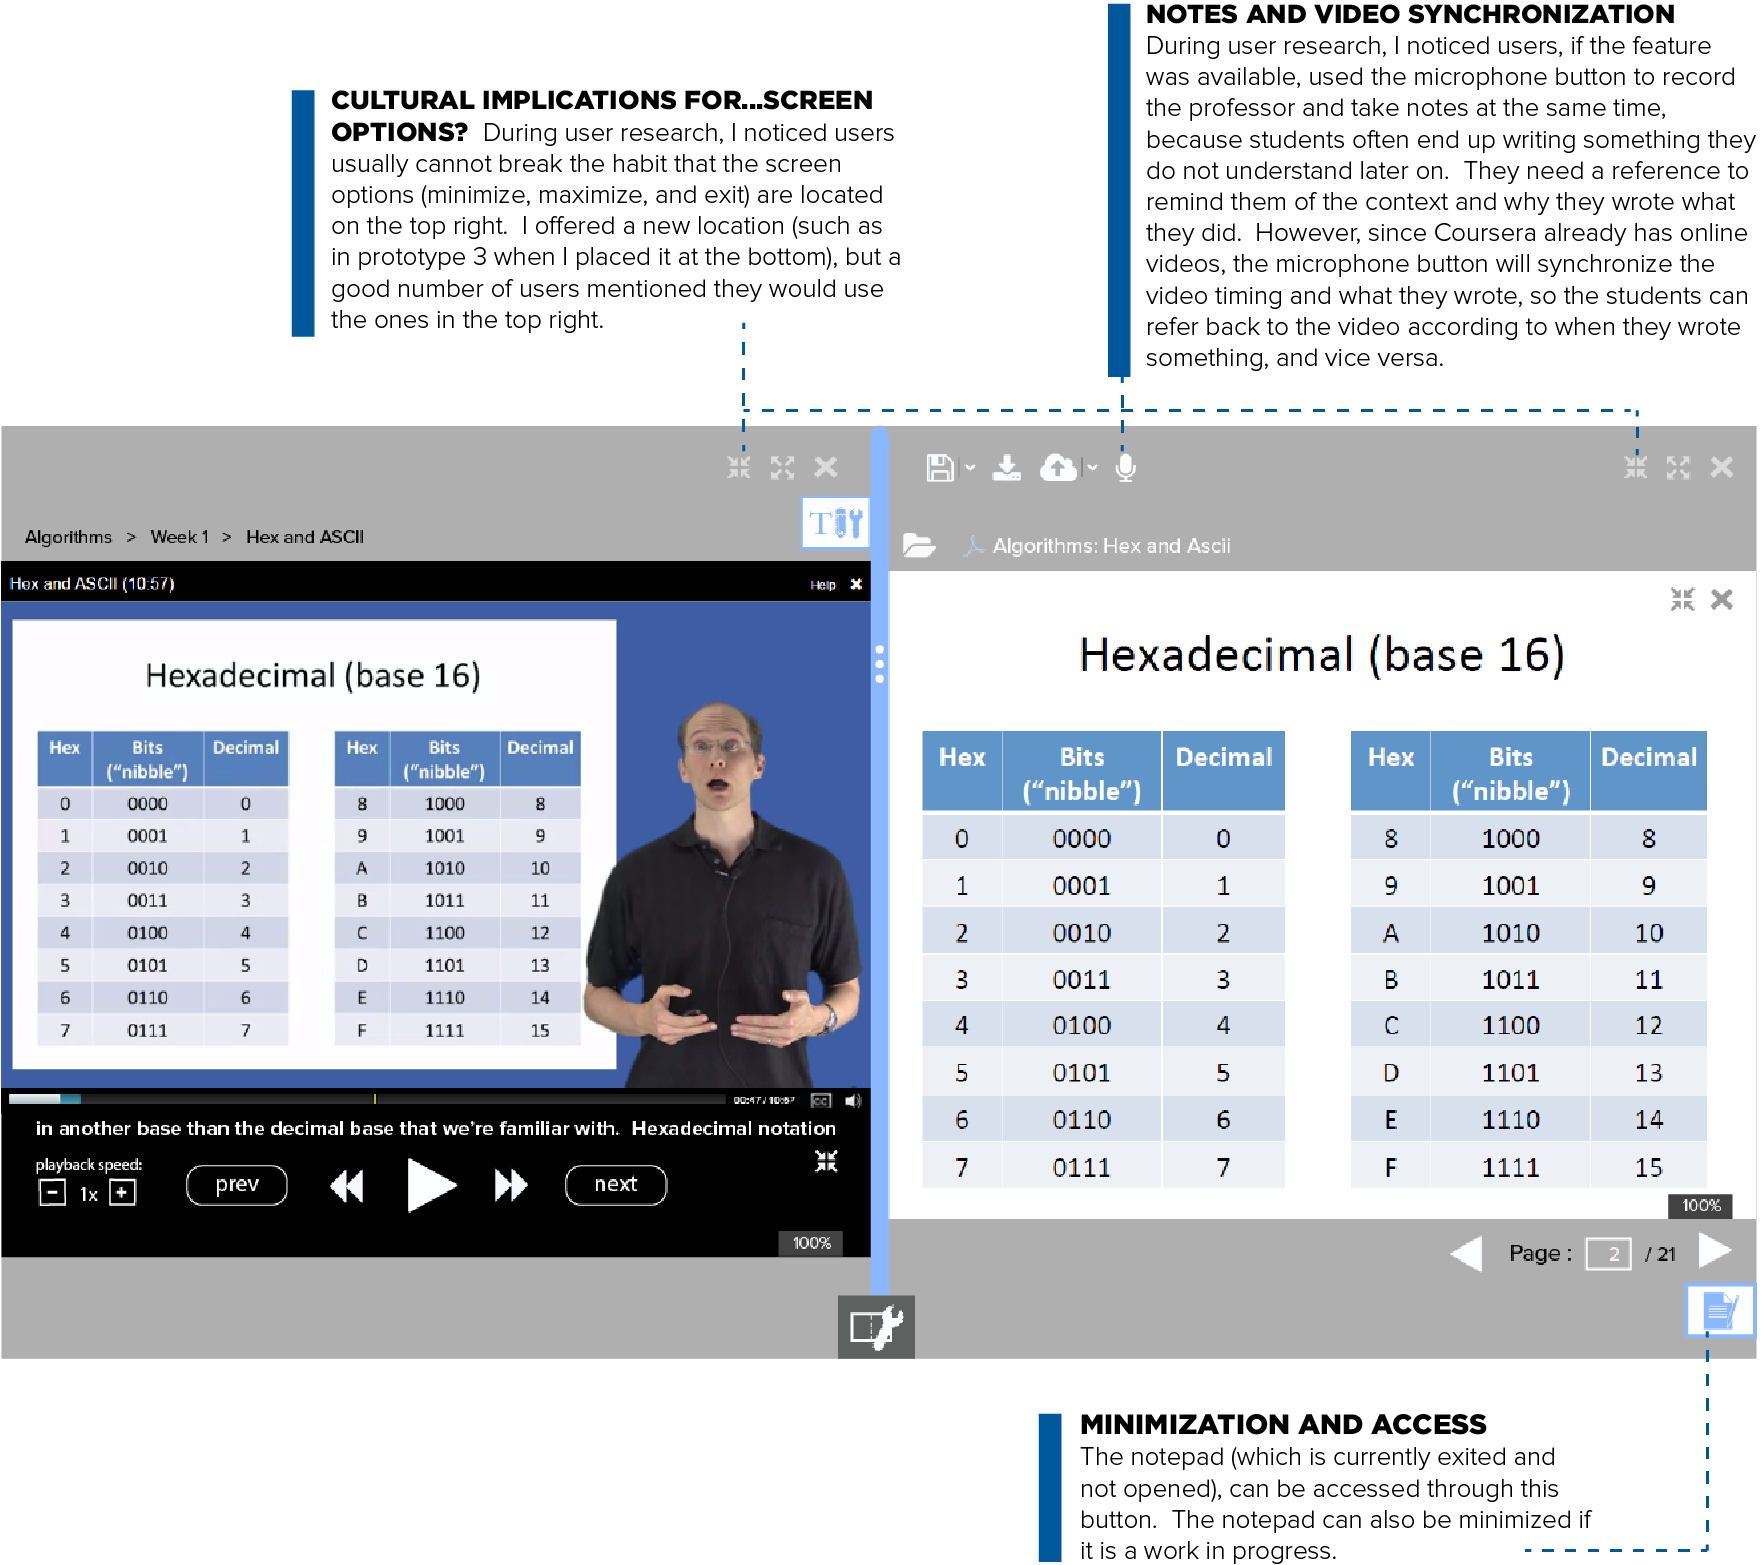 NOTES AND VIDEO SYNCHRONIZATION
During user research, I noticed users, if the feature
was available, used the microphone button to record
the professor and take notes at the same time,
because students often end up writing something they
do not understand later on.  They need a reference to
remind them of the context and why they wrote what
they did.  However, since Coursera already has online
videos, the microphone button will synchronize the
video timing and what they wrote, so the students can
refer back to the video according to when they wrote
something, and vice versa.
CULTURAL IMPLICATIONS FOR...SCREEN
OPTIONS?  During user research, I noticed users
usually cannot break the habit that the screen
options (minimize, maximize, and exit) are located
on the top right.  I offered a new location (such as
in prototype 3 when I placed it at the bottom), but a
good number of users mentioned they would use
the ones in the top right.
T
Algorithms > Week 1 > Hex and ASCII
Hex and ASCII (10:57)
Help
Hexadecimal (base 16)
Hex Bits Decimal Hex Bits Decimal
("nibble") ("nibble")
0 0000 0 8 1000 8
1 0001 1 9 1001 9
2 0010 2 A 1010 10
3 0011 3 B 1011 11
4 0100 4 C 1100 12
5 0101 5 D 1101 13
6 0110 6 E 1110 14
7 0111 7 F 1111 15
00:47 / 10:57
CC
in another base than the decimal base that we're familiar with.  Hexadecimal notation
playback speed:
1x
prev
next
100%
Algorithms: Hex and Ascii
Hexadecimal (base 16)
Hex Bits Decimal Hex Bits Decimal
("nibble") ("nibble")
0 0000 0 8 1000 8
1 0001 1 9 1001 9
2 0010 2 A 1010 10
3 0011 3 B 1011 11
4 0100 4 C 1100 12
5 0101 5 D 1101 13
6 0110 6 E 1110 14
7 0111 7 F 1111 15
100%
Page : 2 / 21
MINIMIZATION AND ACCESS
The notepad (which is currently exited and
not opened), can be accessed through this
button.  The notepad can also be minimized if
it is a work in progress.